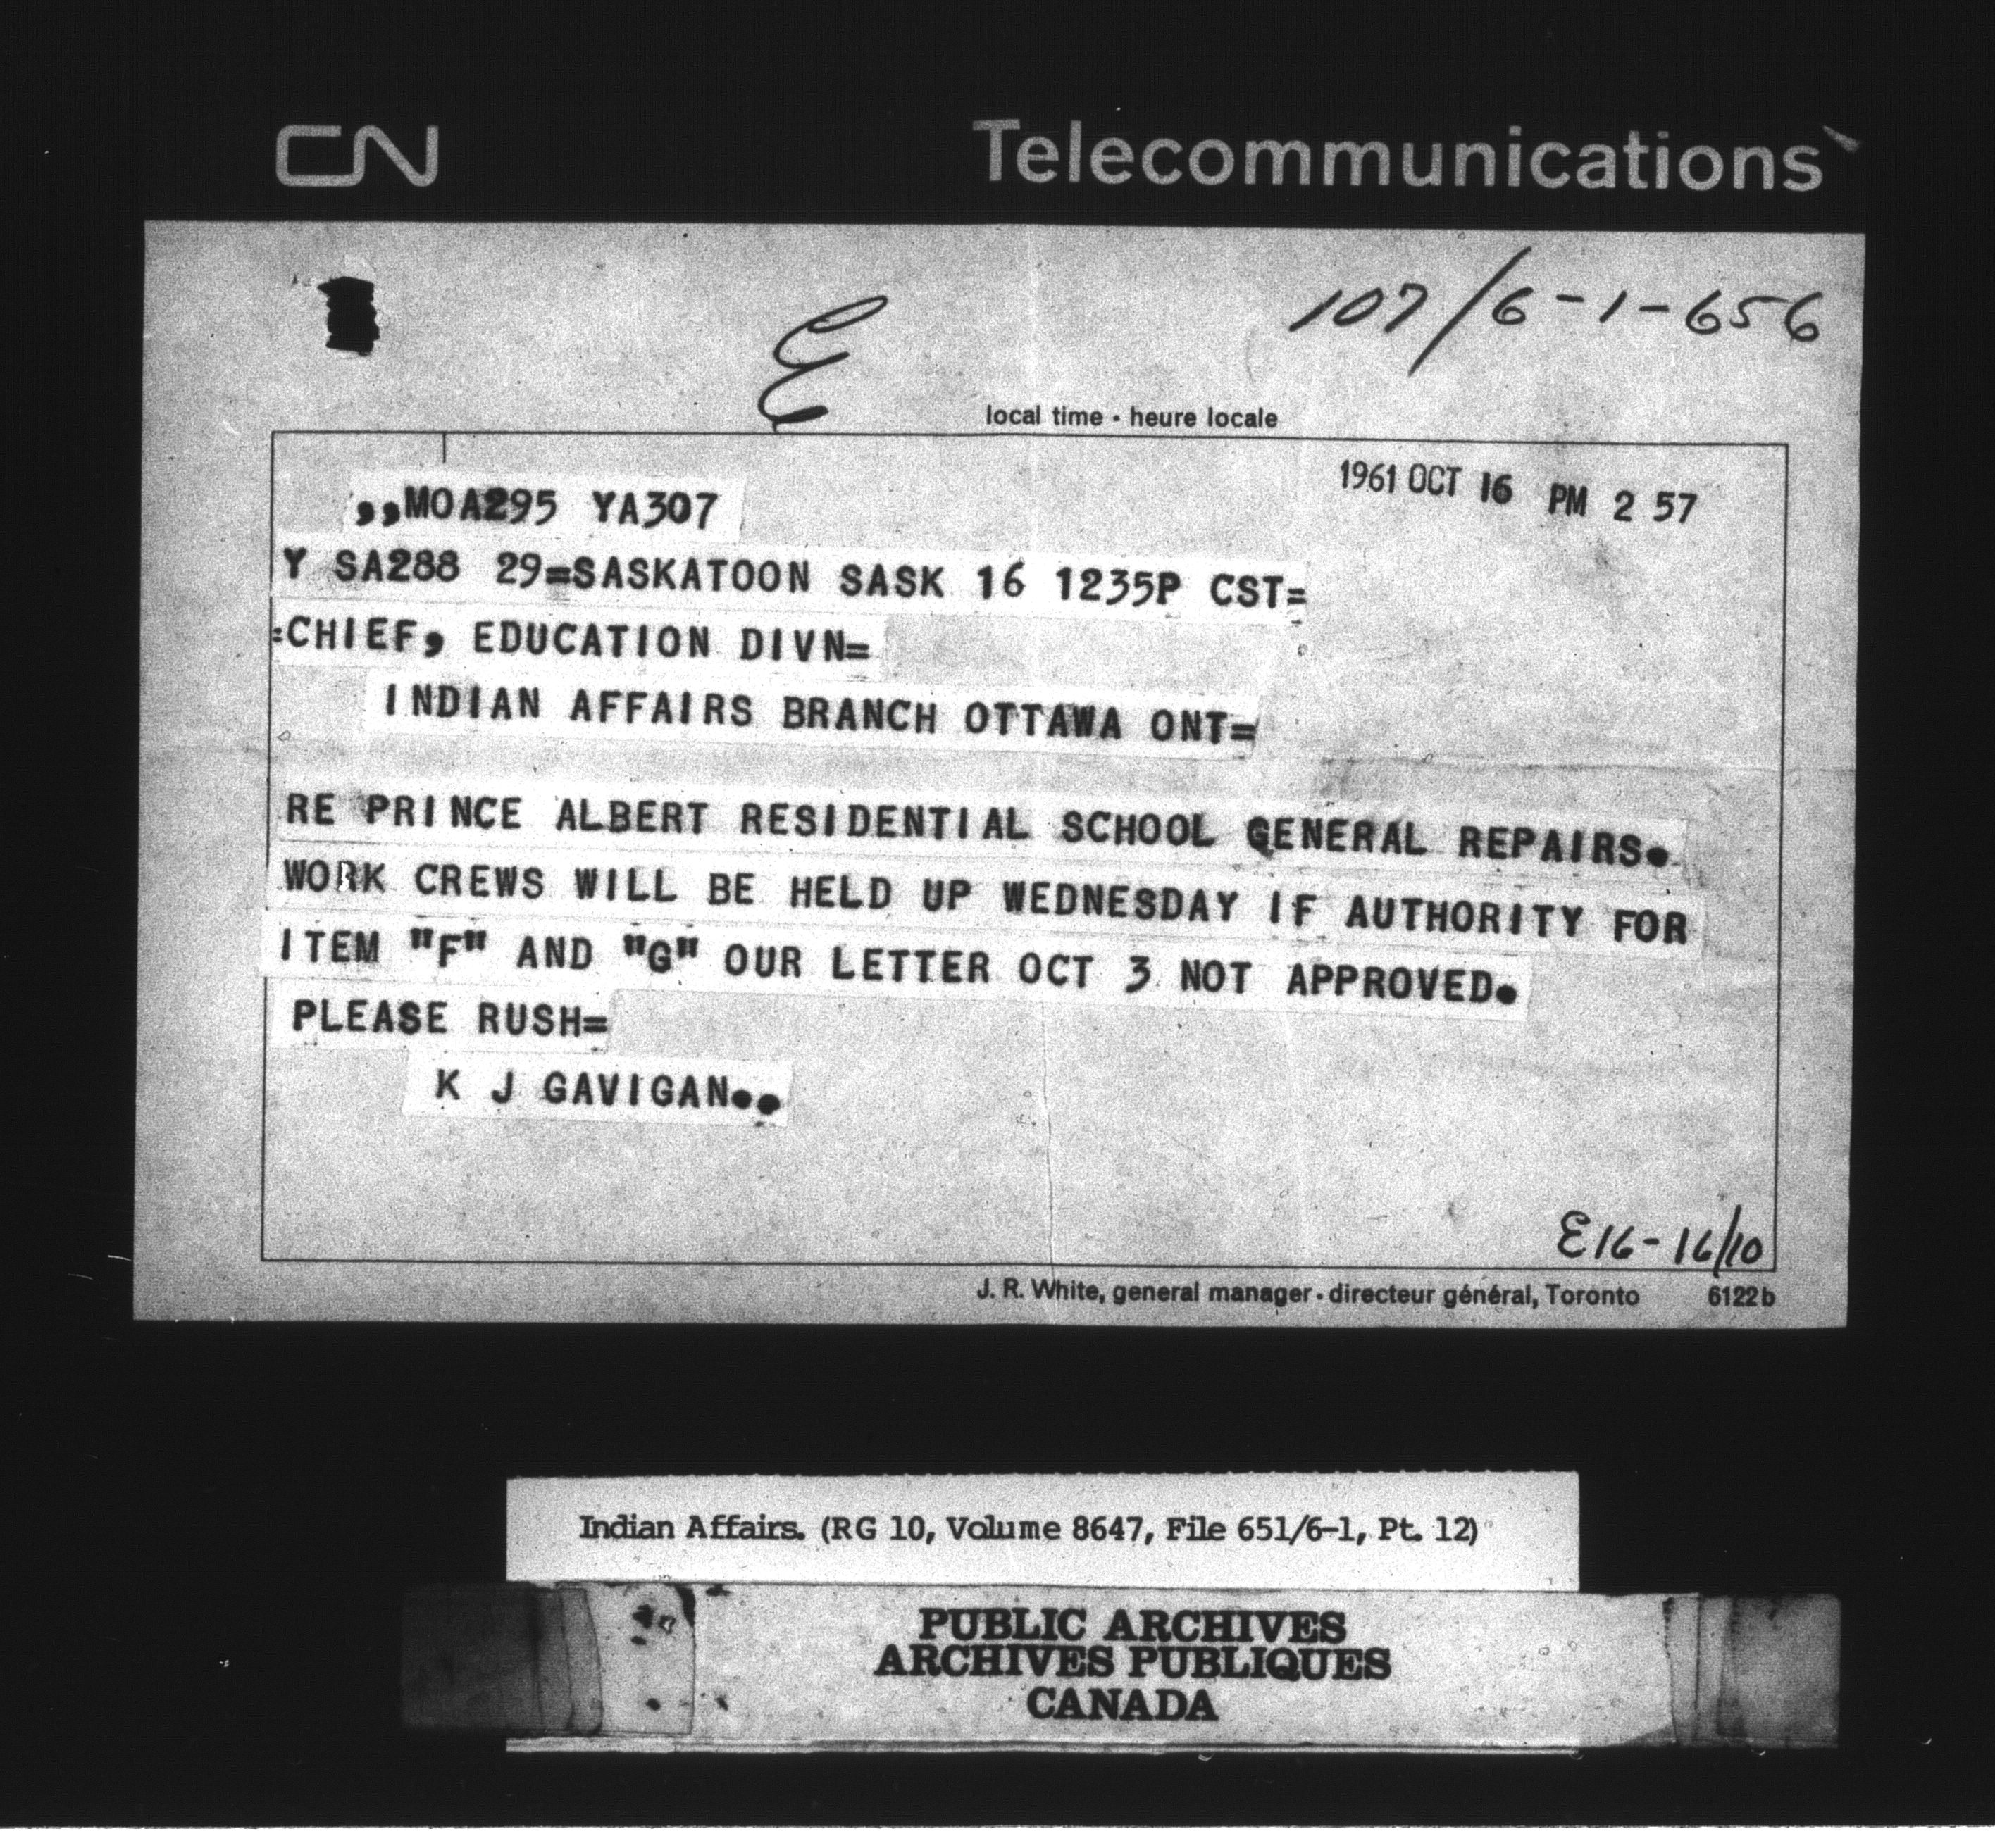 CN Telecommunications
E
107/6-1-656
local time · heure locale
1961 OCT 16 PM 2 57
,,MOA295 YA307
Y SA288 29=SASKATOON SASK 16 1235P CST=
=CHIEF, EDUCATION DIVN=
INDIAN AFFAIRS BRANCH OTTAWA ONT=
RE PRINCE ALBERT RESIDENTIAL SCHOOL GENERAL REPAIRS.
WORK CREWS WILL BE HELD UP WEDNESDAY IF AUTHORITY FOR
ITEM "F" AND "G" OUR LETTER OCT 3 NOT APPROVED.
PLEASE RUSH=
K J GAVIGAN..
E16-16/10
J. R. White, general manager · directeur général, Toronto 6122b
Indian Affairs. (RG 10, Volume 8647, File 651/6-1, Pt. 12)
PUBLIC ARCHIVES
ARCHIVES PUBLIQUES
CANADA